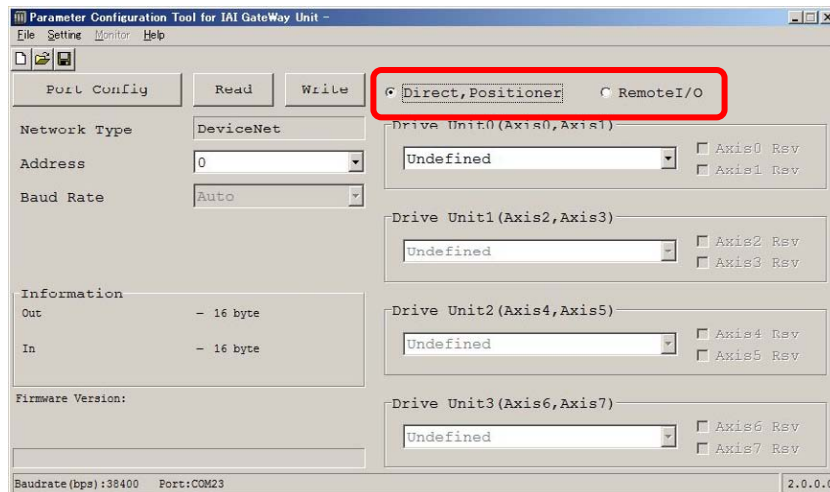 Parameter Configuration Tool for IAI GateWay Unit -
File Setting Monitor Help
Port Config Read Write
Direct,Positioner RemoteI/O
Network Type DeviceNet
Address 0
Baud Rate Auto
Information
Out - 16 byte
In - 16 byte
Firmware Version:
Drive Unit0(Axis0,Axis1)
Undefined
Axis0 Rsv
Axis1 Rsv
Drive Unit1(Axis2,Axis3)
Undefined
Axis2 Rsv
Axis3 Rsv
Drive Unit2(Axis4,Axis5)
Undefined
Axis4 Rsv
Axis5 Rsv
Drive Unit3(Axis6,Axis7)
Undefined
Axis6 Rsv
Axis7 Rsv
Baudrate(bps):38400 Port:COM23 2.0.0.0